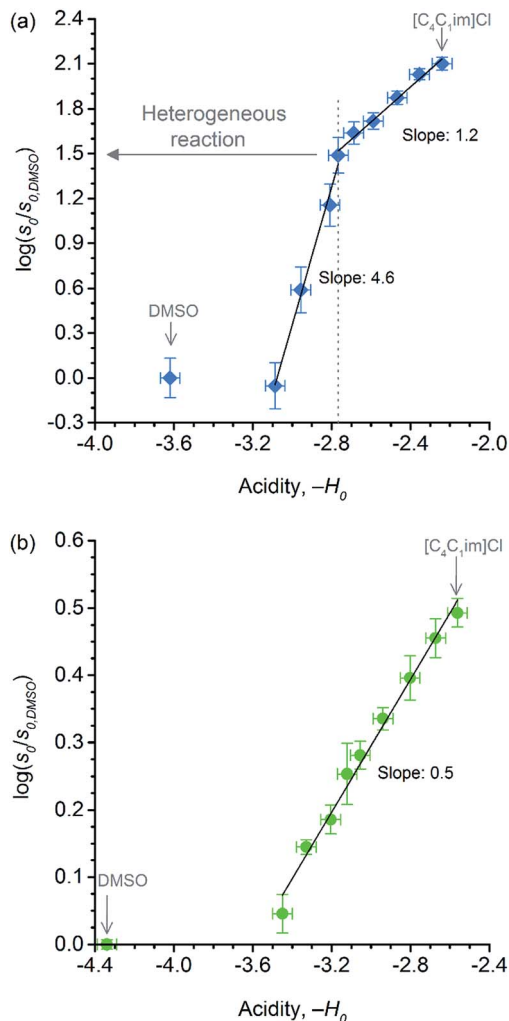 (a)
[C₄C₁im]Cl
2.1
1.8
1.5
1.2
0.9
0.6
0.3
0.0
-0.3
log(s₀/s₀,DMSO)
Heterogeneous
reaction
Slope: 1.2
Slope: 4.6
DMSO
-4.0 -3.6 -3.2 -2.8 -2.4 -2.0
Acidity, –H₀
(b)
[C₄C₁im]Cl
0.6
0.5
0.4
0.3
0.2
0.1
0.0
log(s₀/s₀,DMSO)
Slope: 0.5
DMSO
-4.4 -4.0 -3.6 -3.2 -2.8 -2.4
Acidity, –H₀